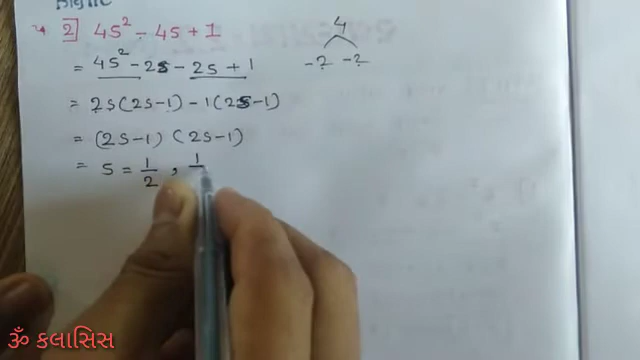 2) 4s² - 4s + 1
4
-2 -2
= 4s² - 2s - 2s + 1
= 2s(2s-1) - 1(2s-1)
= (2s-1) (2s-1)
= s = 1/2 , 1
ૐ કલાસિસ